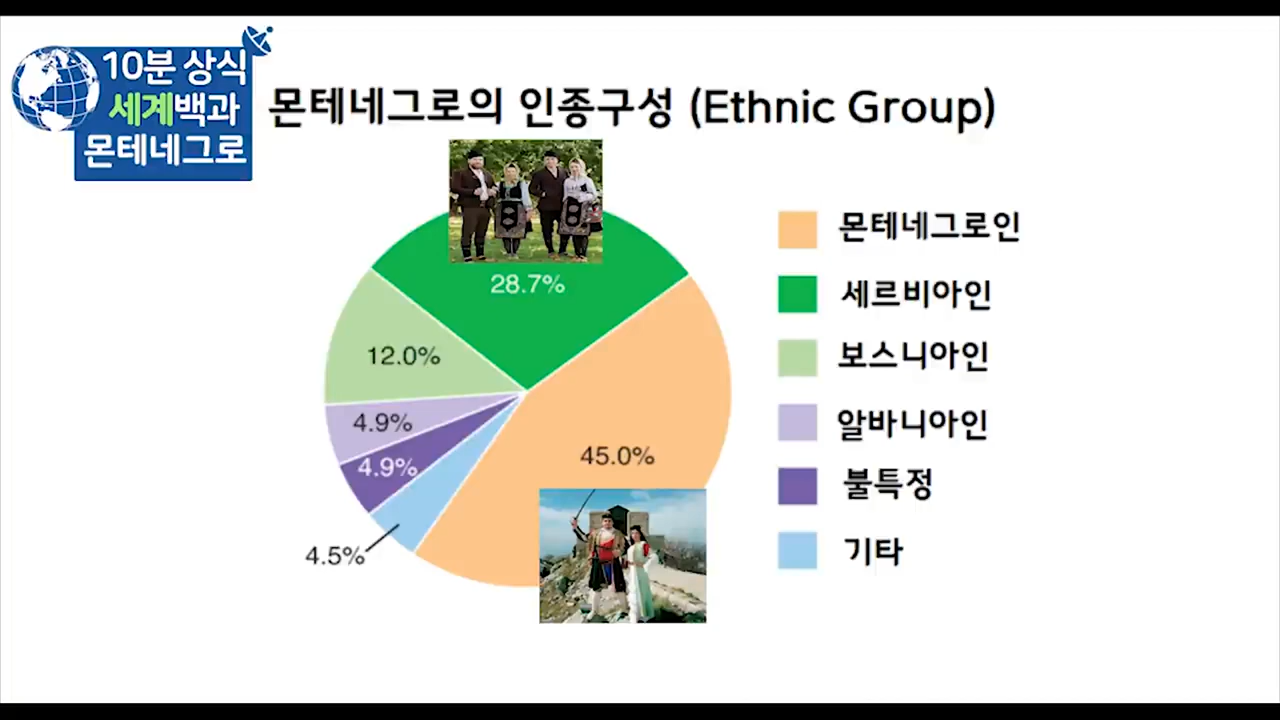 10분 상식
세계백과
몬테네그로
몬테네그로의 인종구성 (Ethnic Group)
28.7%
12.0%
4.9%
4.9%
4.5%
45.0%
몬테네그로인
세르비아인
보스니아인
알바니아인
불특정
기타